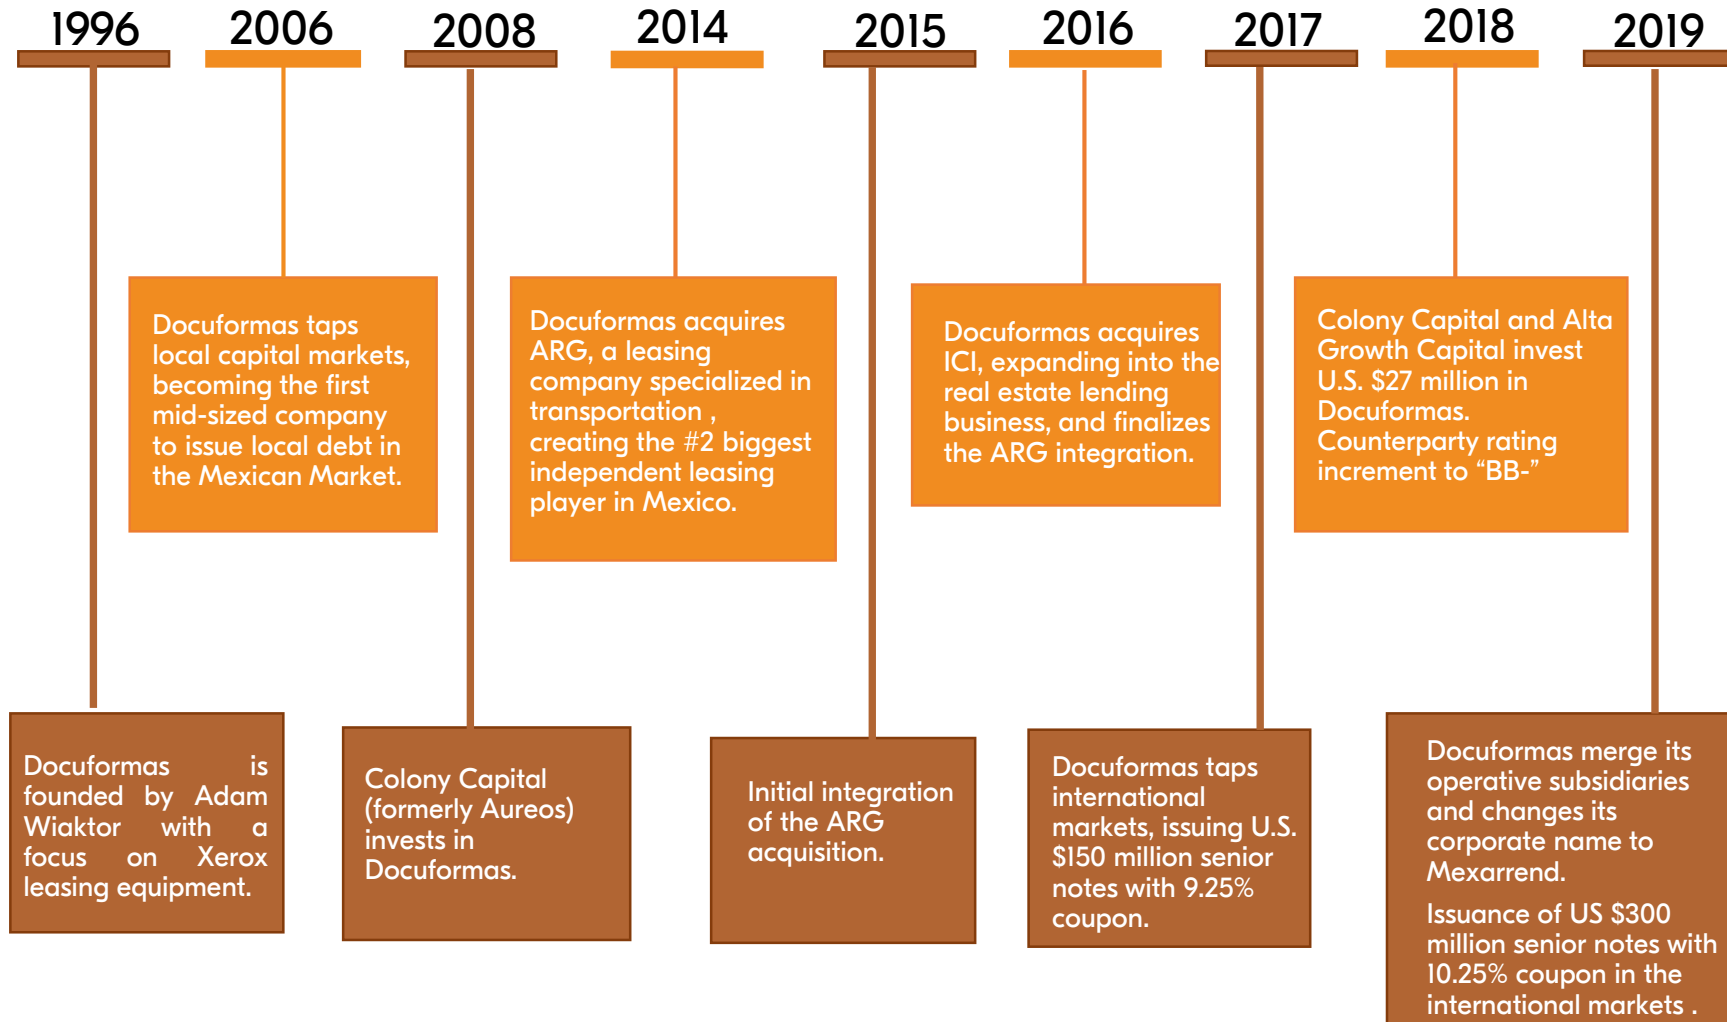 1996
2006
2008
2014
2015
2016
2017
2018
2019
Docuformas taps
local capital markets,
becoming the first
mid-sized company
to issue local debt in
the Mexican Market.
Docuformas acquires
ARG, a leasing
company specialized in
transportation ,
creating the #2 biggest
independent leasing
player in Mexico.
Docuformas acquires
ICI, expanding into the
real estate lending
business, and finalizes
the ARG integration.
Colony Capital and Alta
Growth Capital invest
U.S. $27 million in
Docuformas.
Counterparty rating
increment to “BB-”
Docuformas is
founded by Adam
Wiaktor with a
focus on Xerox
leasing equipment.
Colony Capital
(formerly Aureos)
invests in
Docuformas.
Initial integration
of the ARG
acquisition.
Docuformas taps
international
markets, issuing U.S.
$150 million senior
notes with 9.25%
coupon.
Docuformas merge its
operative subsidiaries
and changes its
corporate name to
Mexarrend.
Issuance of US $300
million senior notes with
10.25% coupon in the
international markets .